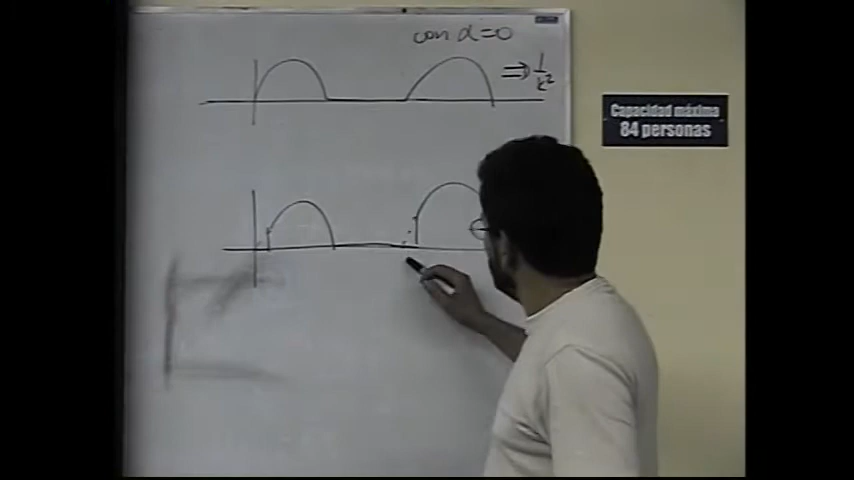 con α=0
⇒ 1/k²
Capacidad máxima
84 personas